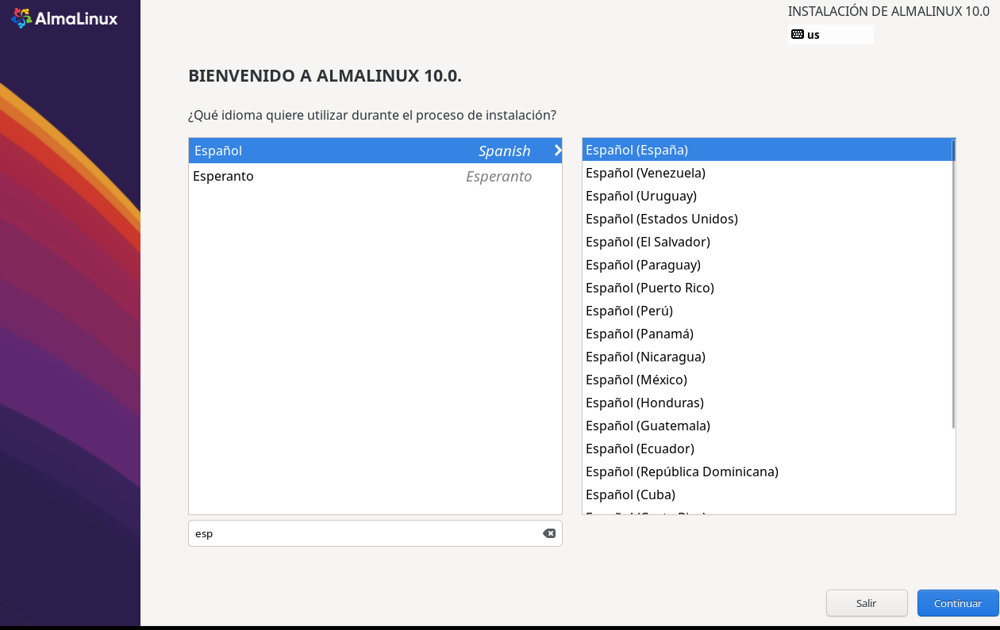 AlmaLinux
INSTALACIÓN DE ALMALINUX 10.0
us
BIENVENIDO A ALMALINUX 10.0.
¿Qué idioma quiere utilizar durante el proceso de instalación?
Español Spanish
Esperanto Esperanto
esp
Español (España)
Español (Venezuela)
Español (Uruguay)
Español (Estados Unidos)
Español (El Salvador)
Español (Paraguay)
Español (Puerto Rico)
Español (Perú)
Español (Panamá)
Español (Nicaragua)
Español (México)
Español (Honduras)
Español (Guatemala)
Español (Ecuador)
Español (República Dominicana)
Español (Cuba)
Salir
Continuar